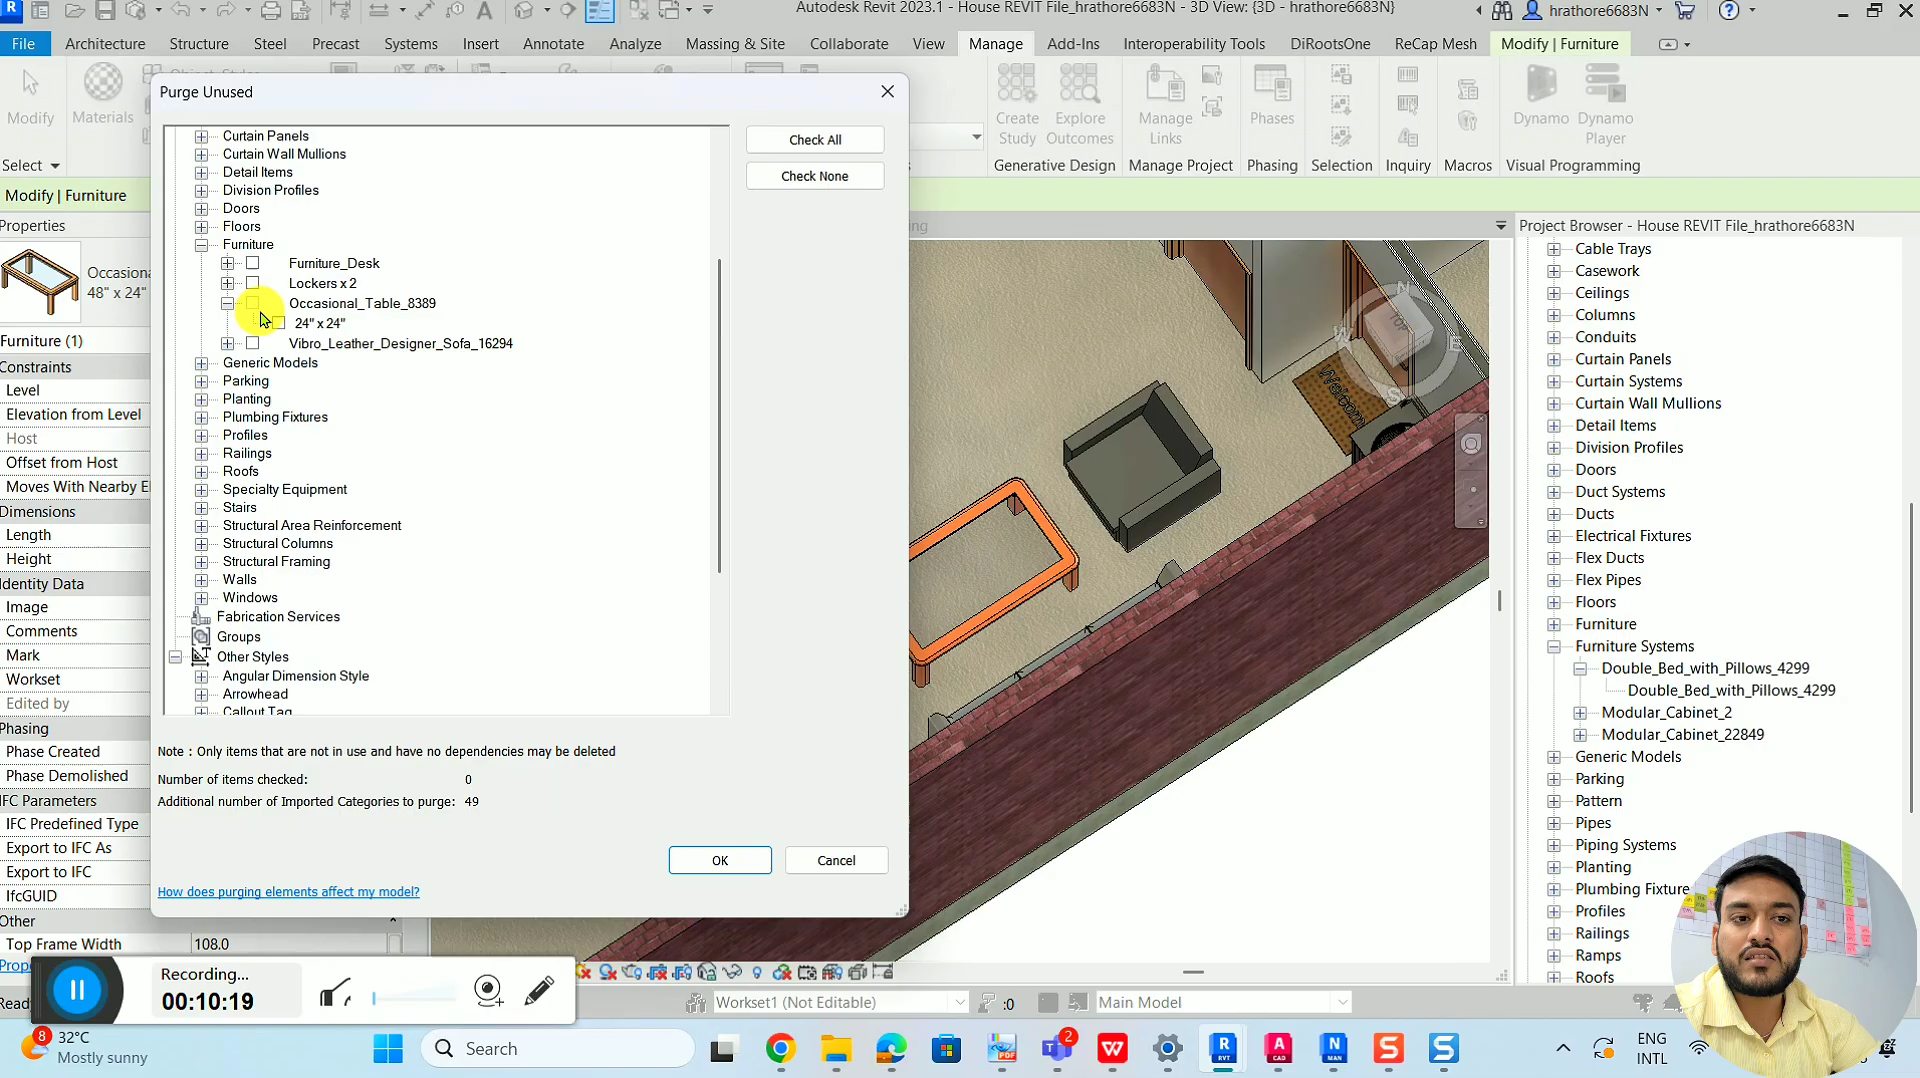 Autodesk Revit 2023.1 - House REVIT File_hrathore6683N - 3D View: {3D - hrathore6683N}
hrathore6683N
File Architecture Structure Steel Precast Systems Insert Annotate Analyze Massing & Site Collaborate View Manage Add-Ins Interoperability Tools DiRootsOne ReCap Mesh Modify | Furniture
Modify Materials Create Study Explore Outcomes Manage Links Phases Dynamo Dynamo Player
Select Generative Design Manage Project Phasing Selection Inquiry Macros Visual Programming
Modify | Furniture
Properties
Occasiona
48" x 24"
Furniture (1)
Constraints
Level
Elevation from Level
Host
Offset from Host
Moves With Nearby El
Dimensions
Length
Height
Identity Data
Image
Comments
Mark
Workset
Edited by
Phasing
Phase Created
Phase Demolished
IFC Parameters
IFC Predefined Type
Export to IFC As
Export to IFC
IfcGUID
Other
Top Frame Width 108.0
Purge Unused
Check All
Check None
Curtain Panels
Curtain Wall Mullions
Detail Items
Division Profiles
Doors
Floors
Furniture
Furniture_Desk
Lockers x 2
Occasional_Table_8389
24" x 24"
Vibro_Leather_Designer_Sofa_16294
Generic Models
Parking
Planting
Plumbing Fixtures
Profiles
Railings
Roofs
Specialty Equipment
Stairs
Structural Area Reinforcement
Structural Columns
Structural Framing
Walls
Windows
Fabrication Services
Groups
Other Styles
Angular Dimension Style
Arrowhead
Callout Tag
Note : Only items that are not in use and have no dependencies may be deleted
Number of items checked: 0
Additional number of Imported Categories to purge: 49
OK Cancel
How does purging elements affect my model?
N
TOP
W
E
S
Welcome
Project Browser - House REVIT File_hrathore6683N
Cable Trays
Casework
Ceilings
Columns
Conduits
Curtain Panels
Curtain Systems
Curtain Wall Mullions
Detail Items
Division Profiles
Doors
Duct Systems
Ducts
Electrical Fixtures
Flex Ducts
Flex Pipes
Floors
Furniture
Furniture Systems
Double_Bed_with_Pillows_4299
Double_Bed_with_Pillows_4299
Modular_Cabinet_2
Modular_Cabinet_22849
Generic Models
Parking
Pattern
Pipes
Piping Systems
Planting
Plumbing Fixture
Profiles
Railings
Ramps
Roofs
Recording...
00:10:19
Workset1 (Not Editable) :0 Main Model
8
32°C
Mostly sunny
Search
2
ENG
INTL